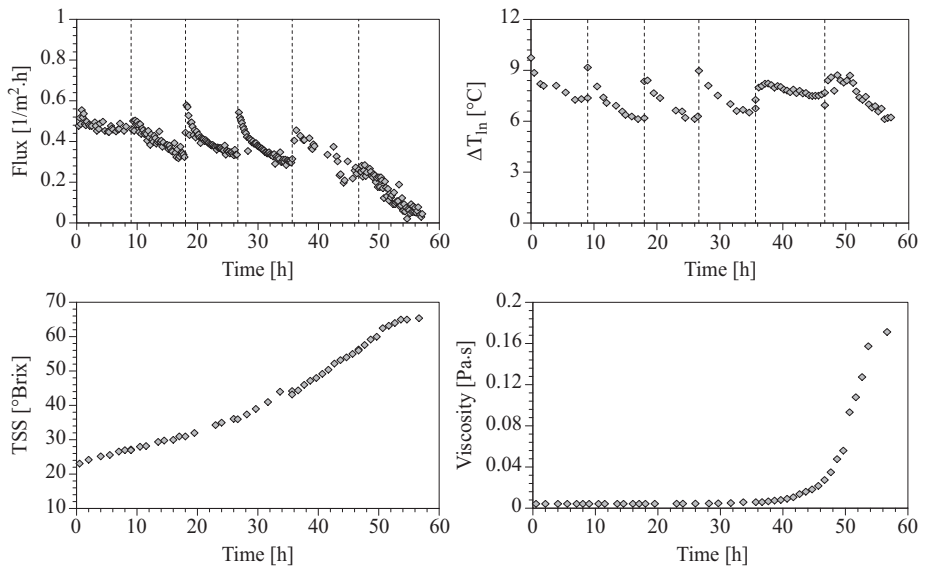 1
0.8
0.6
0.4
0.2
0
Flux [1/m²·h]
0 10 20 30 40 50 60
Time [h]
12
9
6
3
0
ΔTln [°C]
0 10 20 30 40 50 60
Time [h]
70
60
50
40
30
20
10
TSS [°Brix]
0 10 20 30 40 50 60
Time [h]
0.2
0.16
0.12
0.08
0.04
0
Viscosity [Pa·s]
0 10 20 30 40 50 60
Time [h]